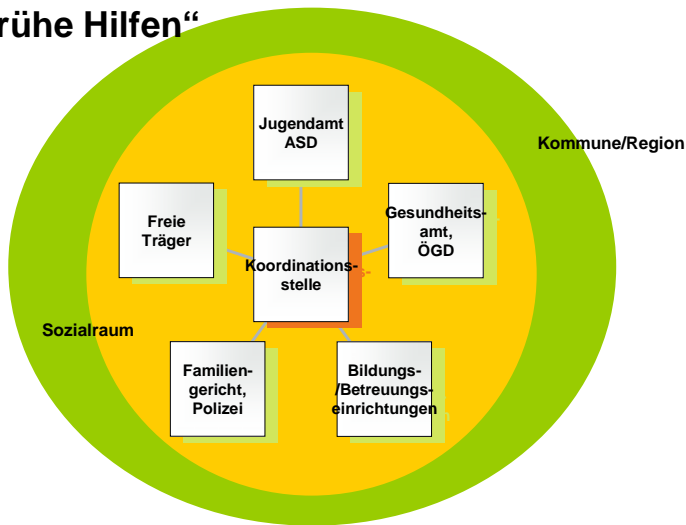 rühe Hilfen“
Jugendamt
ASD
Kommune/Region
Freie
Träger
Gesundheits-
amt,
ÖGD
Koordinations-
stelle
Sozialraum
Familien-
gericht,
Polizei
Bildungs-
/Betreuungs-
einrichtungen